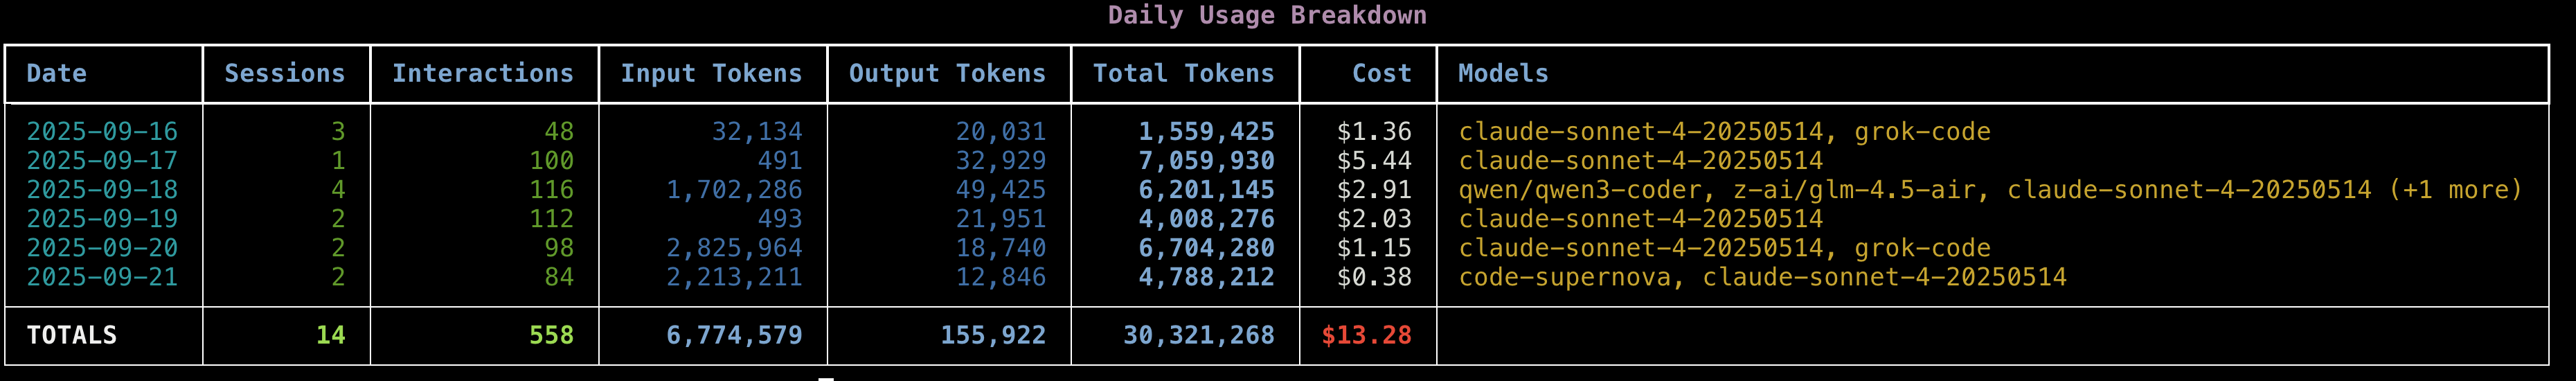 Daily Usage Breakdown
Date Sessions Interactions Input Tokens Output Tokens Total Tokens Cost Models
2025-09-16 3 48 32,134 20,031 1,559,425 $1.36 claude-sonnet-4-20250514, grok-code
2025-09-17 1 100 491 32,929 7,059,930 $5.44 claude-sonnet-4-20250514
2025-09-18 4 116 1,702,286 49,425 6,201,145 $2.91 qwen/qwen3-coder, z-ai/glm-4.5-air, claude-sonnet-4-20250514 (+1 more)
2025-09-19 2 112 493 21,951 4,008,276 $2.03 claude-sonnet-4-20250514
2025-09-20 2 98 2,825,964 18,740 6,704,280 $1.15 claude-sonnet-4-20250514, grok-code
2025-09-21 2 84 2,213,211 12,846 4,788,212 $0.38 code-supernova, claude-sonnet-4-20250514
TOTALS 14 558 6,774,579 155,922 30,321,268 $13.28